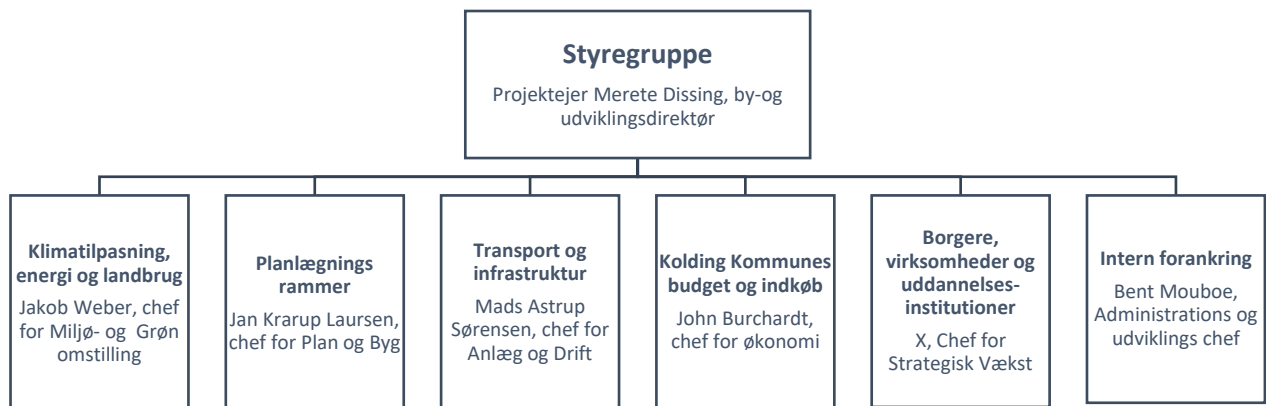 Styregruppe
Projektejer Merete Dissing, by-og
udviklingsdirektør
Klimatilpasning,
energi og landbrug
Jakob Weber, chef
for Miljø- og Grøn
omstilling
Planlægnings
rammer
Jan Krarup Laursen,
chef for Plan og Byg
Transport og
infrastruktur
Mads Astrup
Sørensen, chef for
Anlæg og Drift
Kolding Kommunes
budget og indkøb
John Burchardt,
chef for økonomi
Borgere,
virksomheder og
uddannelses-
institutioner
X, Chef for
Strategisk Vækst
Intern forankring
Bent Mouboe,
Administrations og
udviklings chef